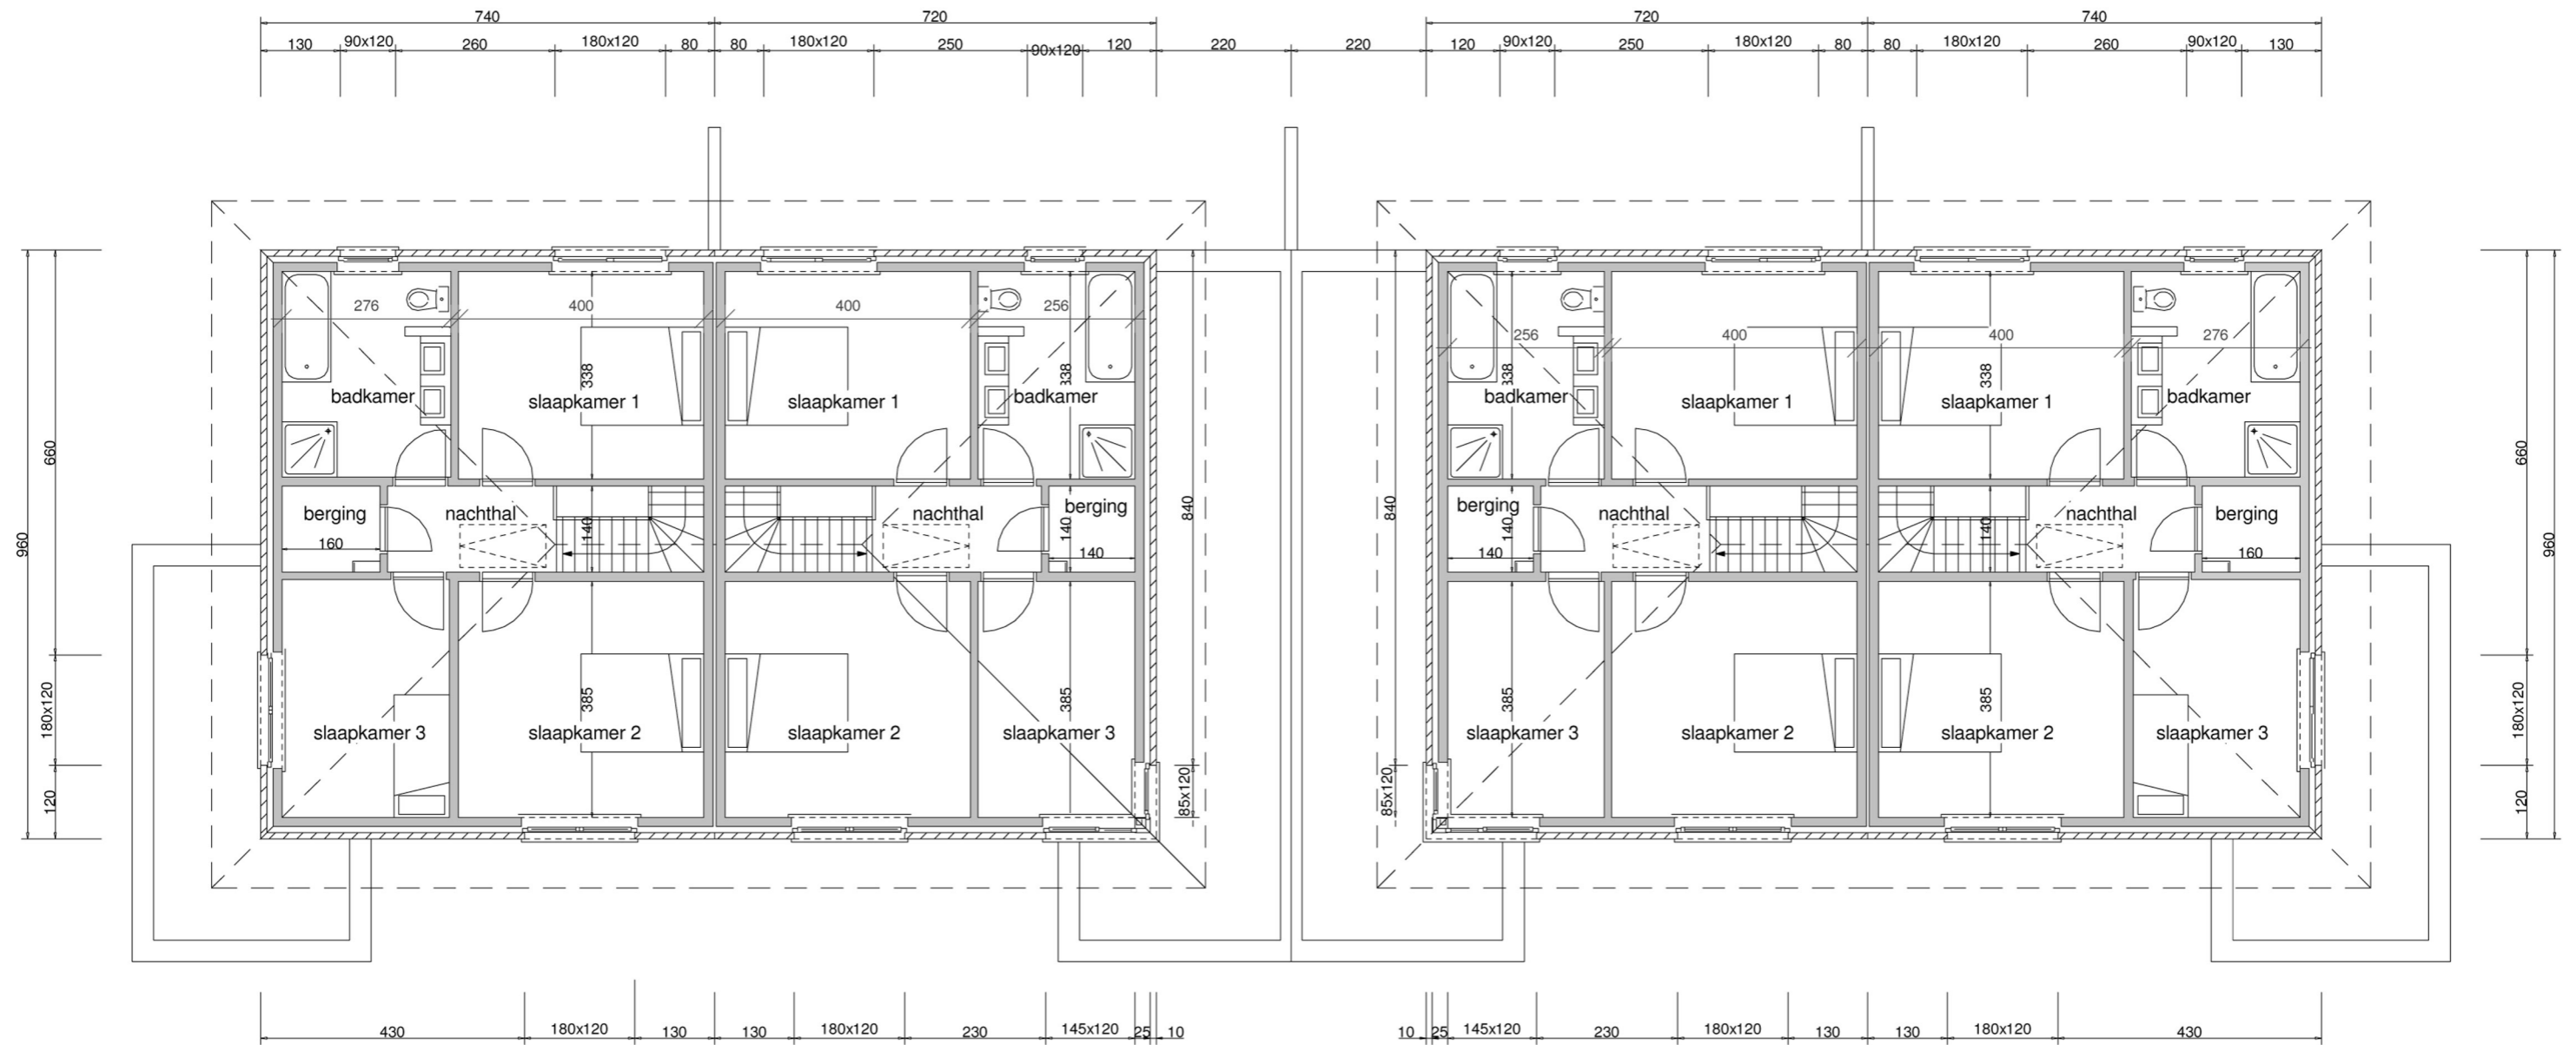 740 720 720 740
130 90x120 260 180x120 80 80 180x120 250 90x120 120 220 220 120 90x120 250 180x120 80 80 180x120 260 90x120 130
276 400 400 256 256 400 400 276
338 338 338 338
badkamer slaapkamer 1 slaapkamer 1 badkamer badkamer slaapkamer 1 slaapkamer 1 badkamer
660 660
berging nachthal nachthal berging berging nachthal nachthal berging
840 840
140 140 140 140
960 160 140 140 160 960
385 385 385 385
180x120 180x120
slaapkamer 3 slaapkamer 2 slaapkamer 2 slaapkamer 3 slaapkamer 3 slaapkamer 2 slaapkamer 2 slaapkamer 3
120 85x120 85x120 120
430 180x120 130 130 180x120 230 145x120 25 10 10 25 145x120 230 180x120 130 130 180x120 430